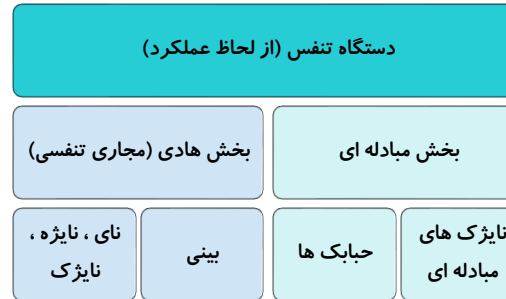 دستگاه تنفس (از لحاظ عملکرد)
بخش مبادله ای
بخش هادی (مجاری تنفسی)
نایژک های
مبادله ای
حبابک ها
بینی
نای ، نایژه ،
نایژک